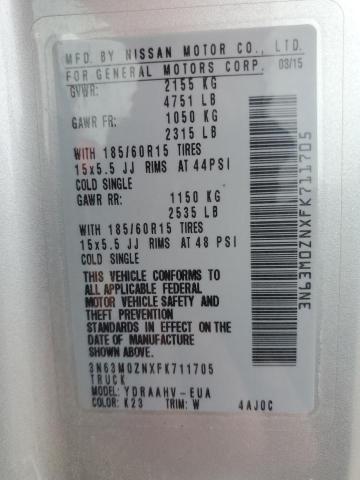 MFD. BY NISSAN MOTOR CO., LTD.
FOR GENERAL MOTORS CORP. 03/15
GVWR: 2155 KG
4751 LB
GAWR FR: 1050 KG
2315 LB
WITH 185/60R15 TIRES
15x5.5 JJ RIMS AT 44PSI
COLD SINGLE
GAWR RR: 1150 KG
2535 LB
WITH 185/60R15 TIRES
15x5.5 JJ RIMS AT 48 PSI
COLD SINGLE
THIS VEHICLE CONFORMS TO
ALL APPLICABLE FEDERAL
MOTOR VEHICLE SAFETY AND
THEFT PREVENTION
STANDARDS IN EFFECT ON THE
DATE OF MANUFACTURE
SHOWN ABOVE.
3N63M0ZNXFK711705
TRUCK
MODEL: YDRAAHV-EUA
COLOR: K23 TRIM: W 4AJ0C
3N63M0ZNXFK711705